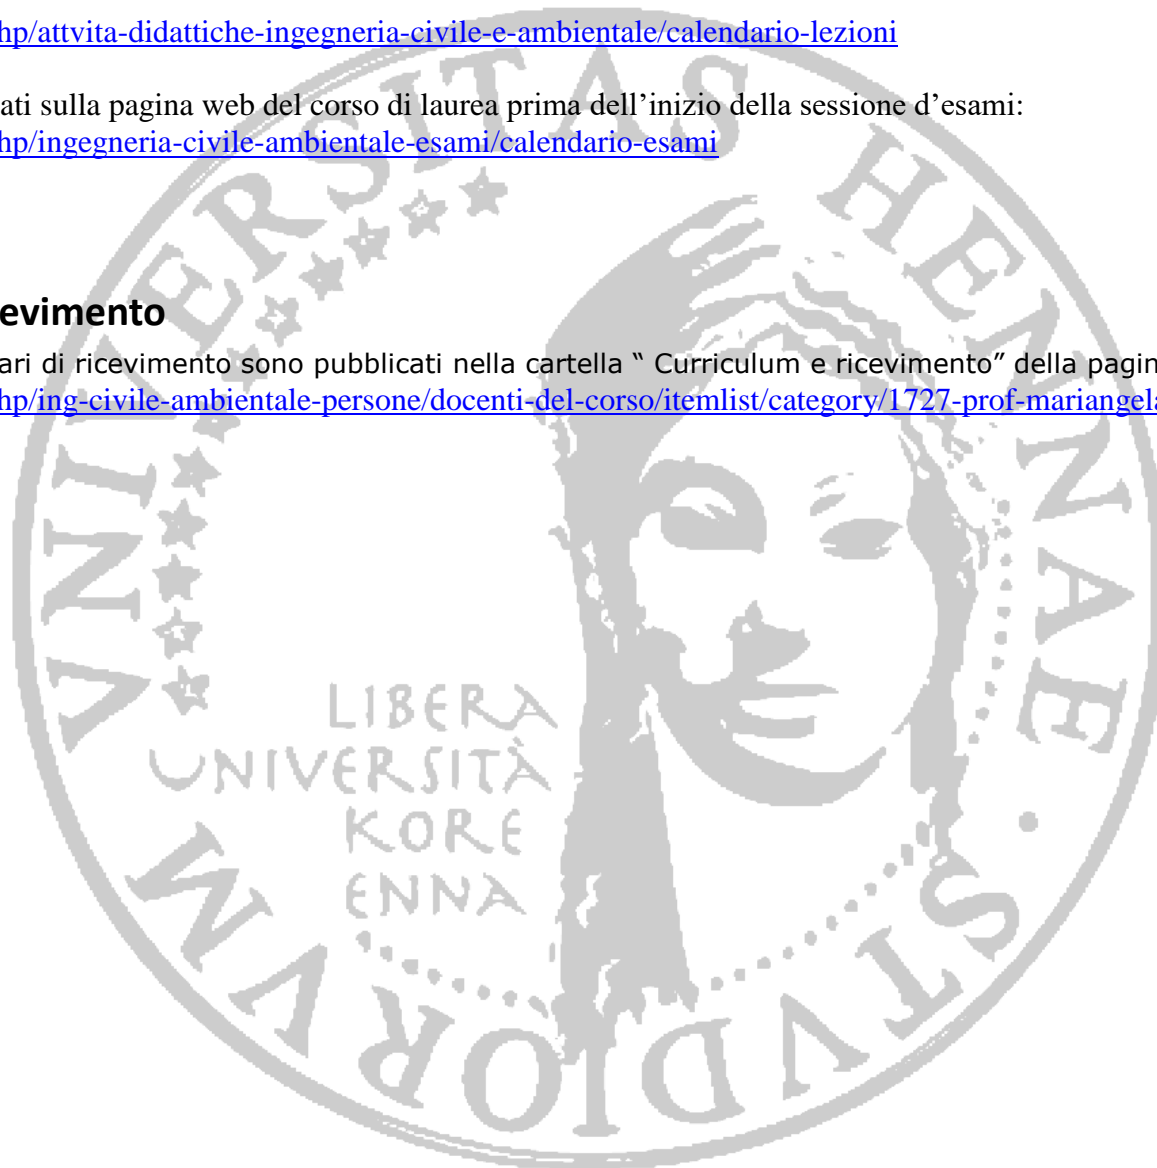 hp/attvita-didattiche-ingegneria-civile-e-ambientale/calendario-lezioni
ati sulla pagina web del corso di laurea prima dell’inizio della sessione d’esami:
hp/ingegneria-civile-ambientale-esami/calendario-esami
evimento
ari di ricevimento sono pubblicati nella cartella “ Curriculum e ricevimento” della pagin
hp/ing-civile-ambientale-persone/docenti-del-corso/itemlist/category/1727-prof-mariangela
VNIVERSITAS HENNAE · STVDIORVM
LIBERA
UNIVERSITÀ
KORE
ENNA